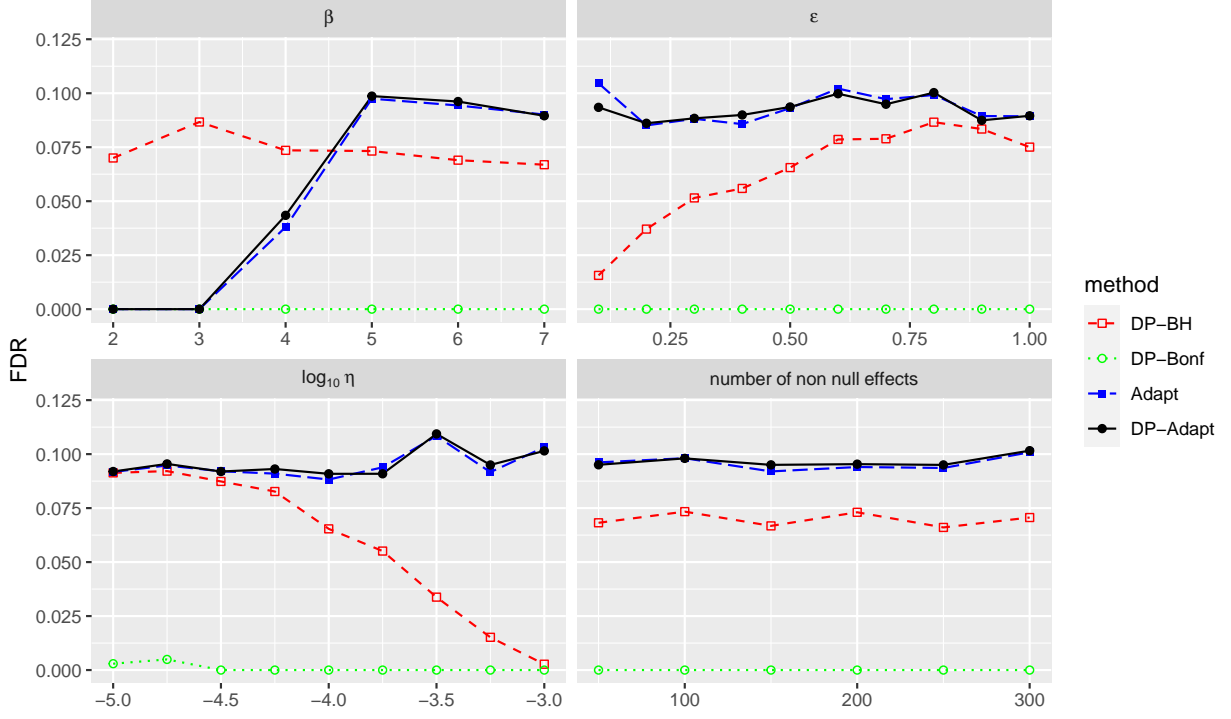 β
ε
0.125
0.100
0.075
0.050
0.025
0.000
2 3 4 5 6 7
0.25 0.50 0.75 1.00
FDR
log₁₀ η
number of non null effects
0.125
0.100
0.075
0.050
0.025
0.000
−5.0 −4.5 −4.0 −3.5 −3.0
100 200 300
method
DP−BH
DP−Bonf
Adapt
DP−Adapt